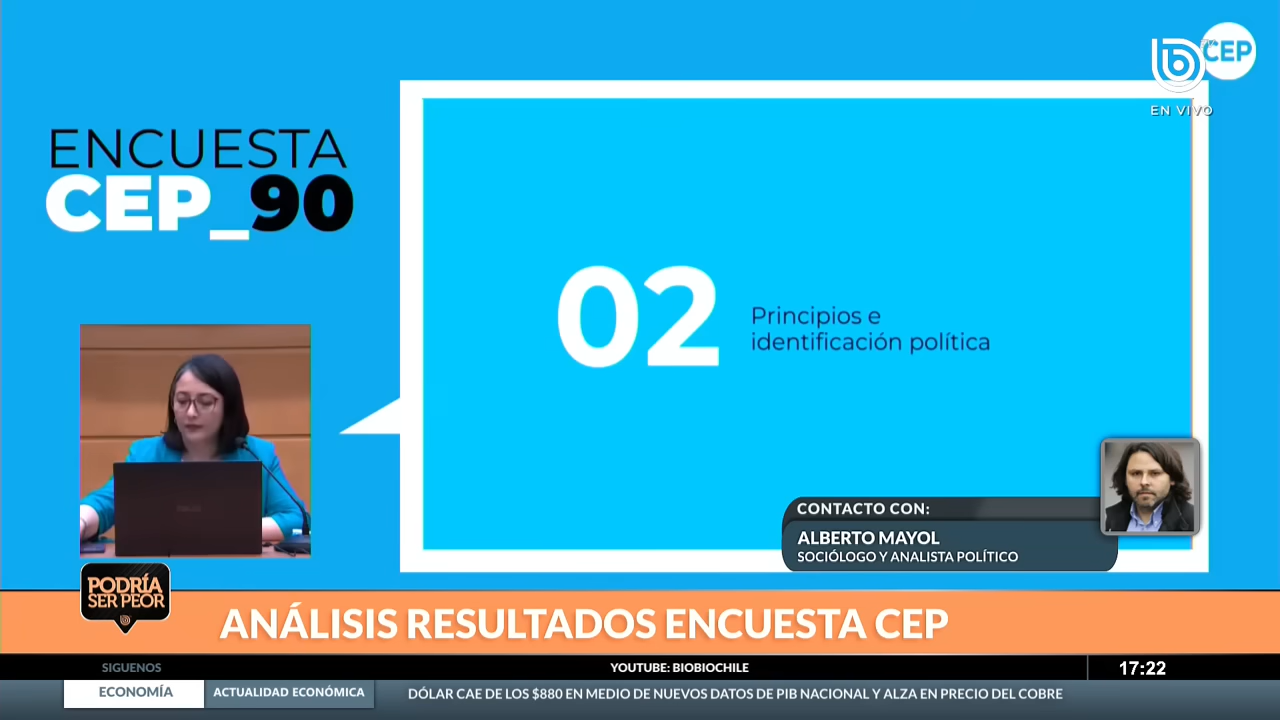 CEP
EN VIVO
ENCUESTA
CEP_90
02
Principios e
identificación política
CONTACTO CON:
ALBERTO MAYOL
SOCIÓLOGO Y ANALISTA POLÍTICO
PODRÍA
SER PEOR
ANÁLISIS RESULTADOS ENCUESTA CEP
SIGUENOS
YOUTUBE: BIOBIOCHILE
17:22
ECONOMÍA
ACTUALIDAD ECONÓMICA
DÓLAR CAE DE LOS $880 EN MEDIO DE NUEVOS DATOS DE PIB NACIONAL Y ALZA EN PRECIO DEL COBRE